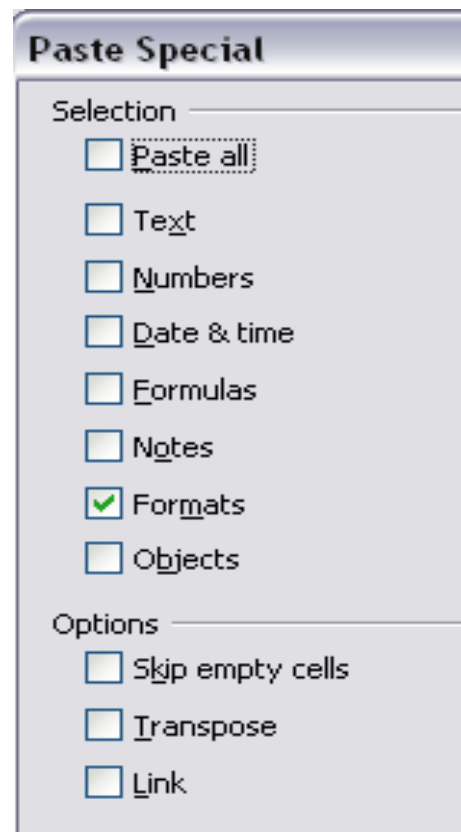 Paste Special
Selection
Paste all
Text
Numbers
Date & time
Formulas
Notes
Formats
Objects
Options
Skip empty cells
Transpose
Link